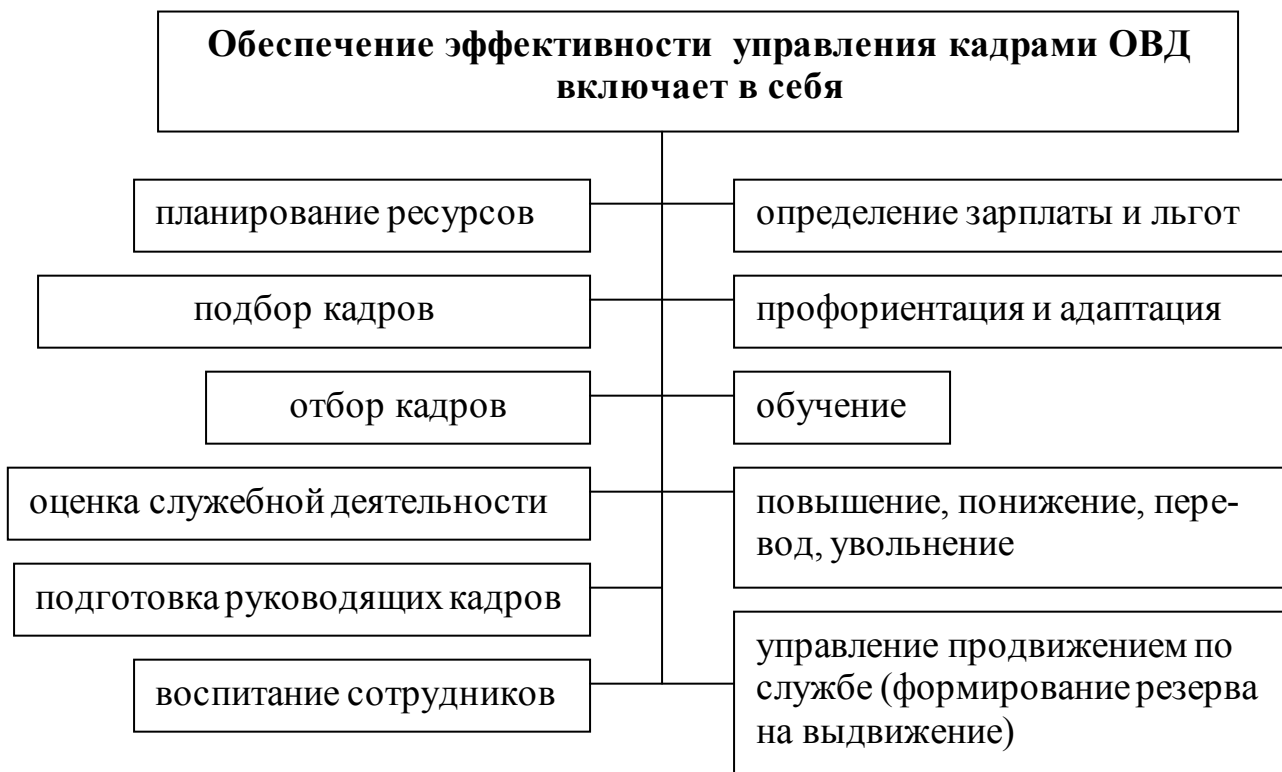 Обеспечение эффективности управления кадрами ОВД
включает в себя
планирование ресурсов
определение зарплаты и льгот
подбор кадров
профориентация и адаптация
отбор кадров
обучение
оценка служебной деятельности
повышение, понижение, пере-
вод, увольнение
подготовка руководящих кадров
воспитание сотрудников
управление продвижением по
службе (формирование резерва
на выдвижение)